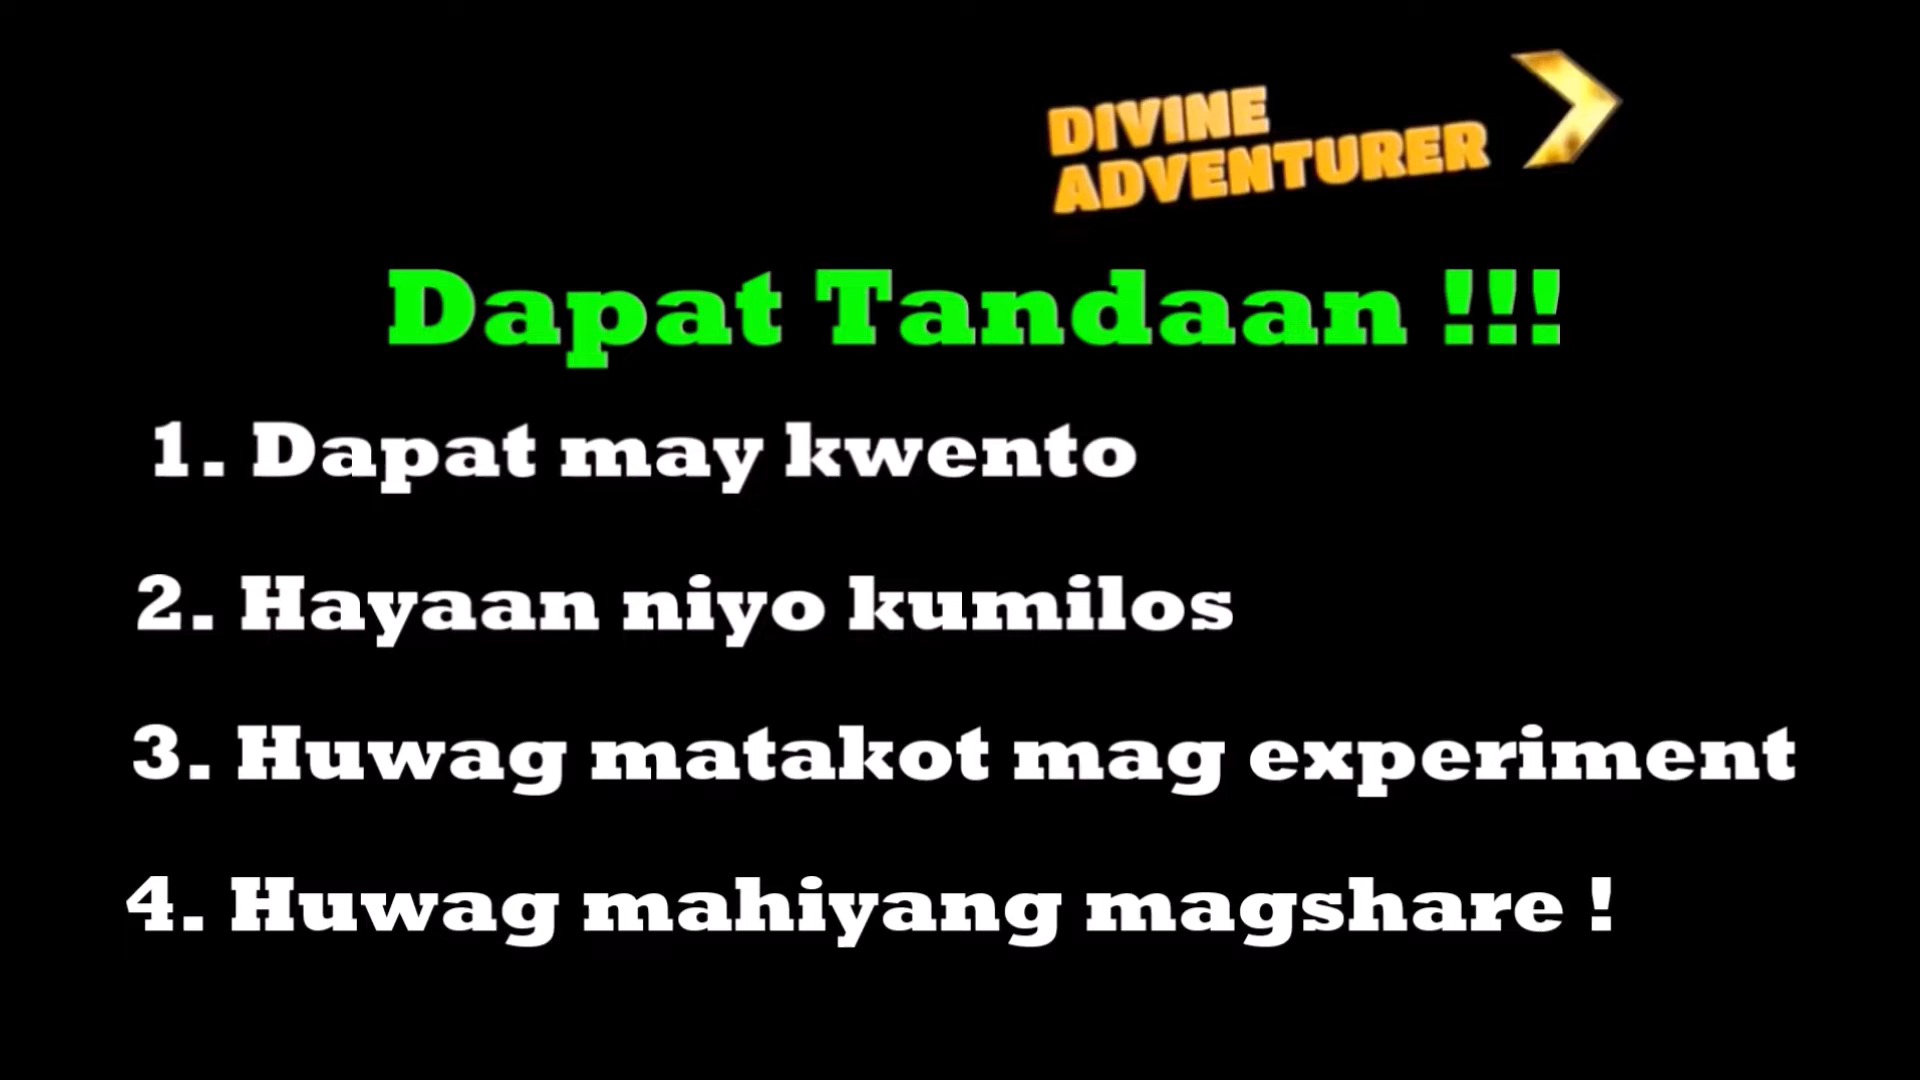 DIVINE
ADVENTURER
Dapat Tandaan !!!
1. Dapat may kwento
2. Hayaan niyo kumilos
3. Huwag matakot mag experiment
4. Huwag mahiyang magshare !